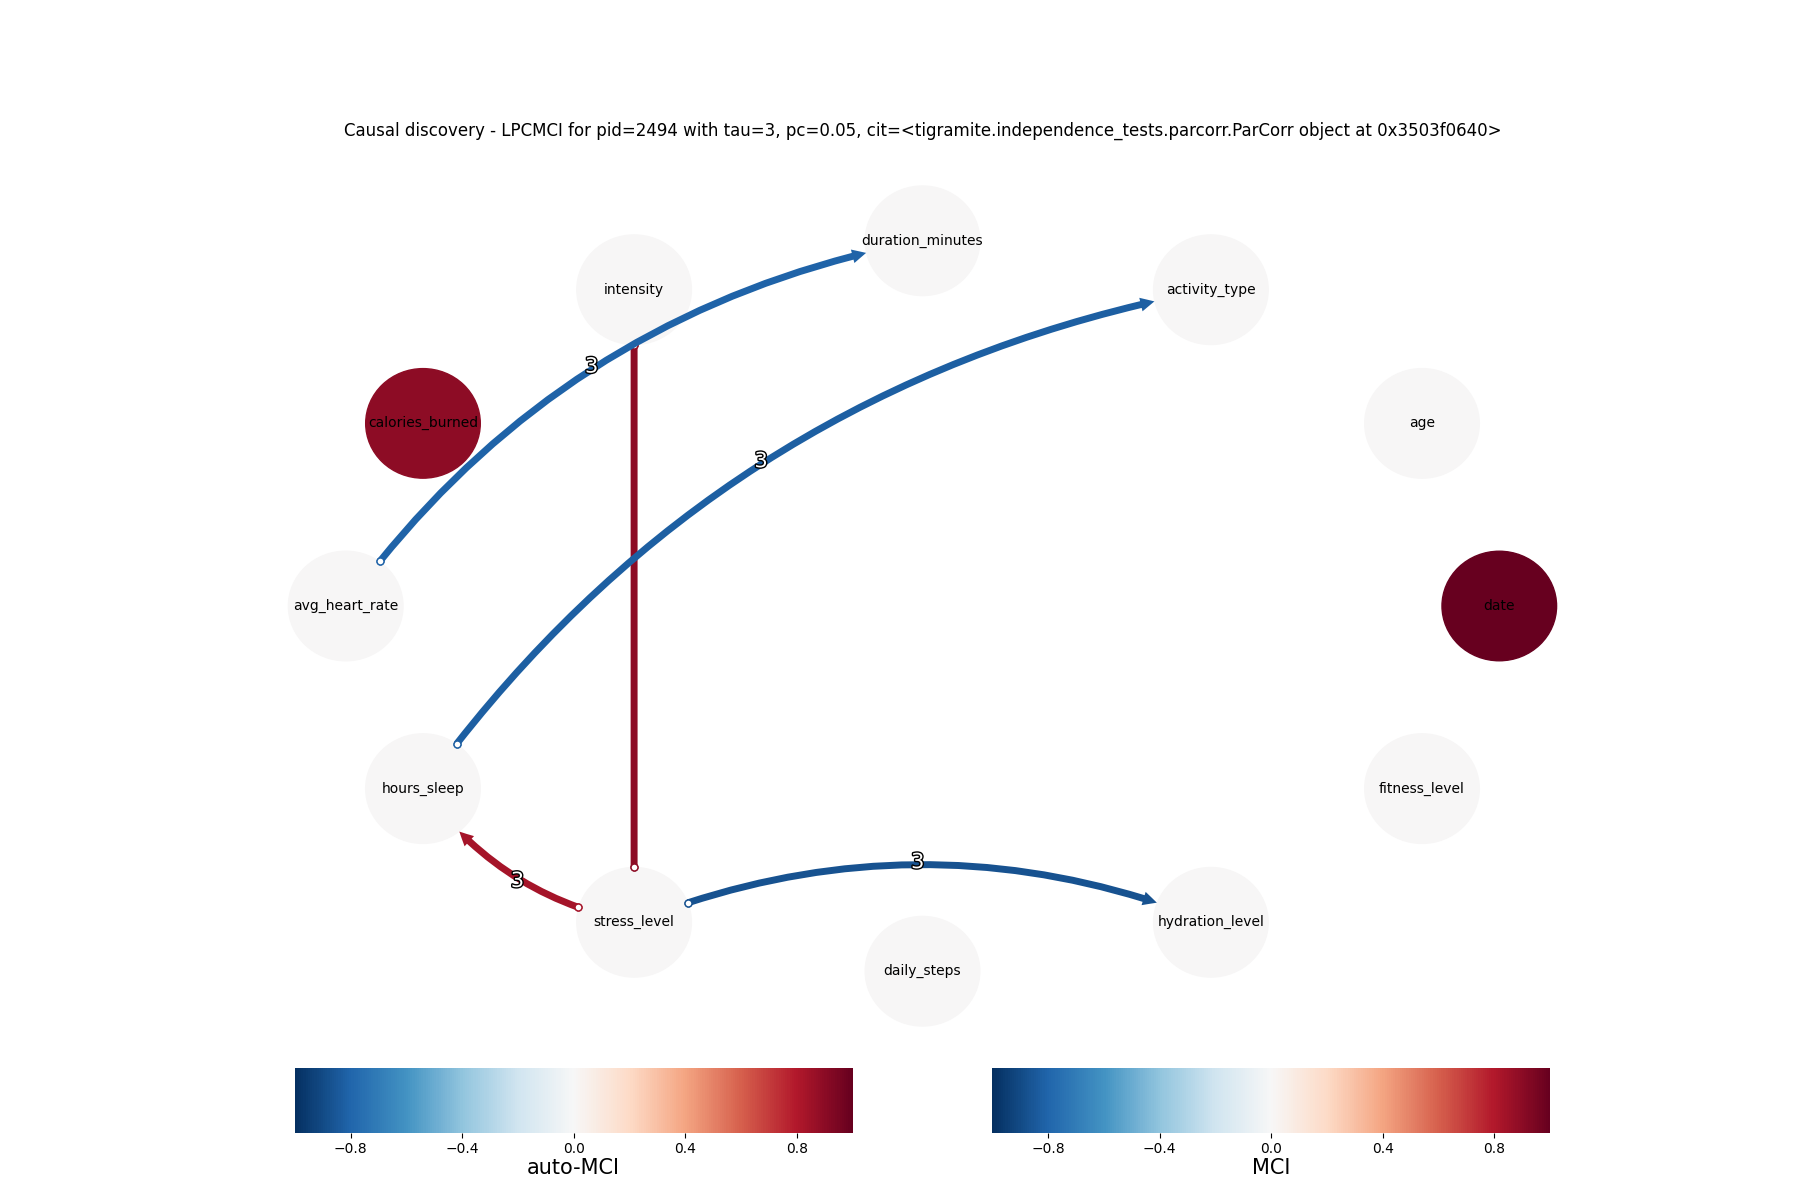 Causal discovery - LPCMCI for pid=2494 with tau=3, pc=0.05, cit=<tigramite.independence_tests.parcorr.ParCorr object at 0x3503f0640>
duration_minutes
intensity
activity_type
3
calories_burned
age
3
avg_heart_rate
date
hours_sleep
fitness_level
3
3
stress_level
hydration_level
daily_steps
−0.8 −0.4 0.0 0.4 0.8
auto-MCI
−0.8 −0.4 0.0 0.4 0.8
MCI